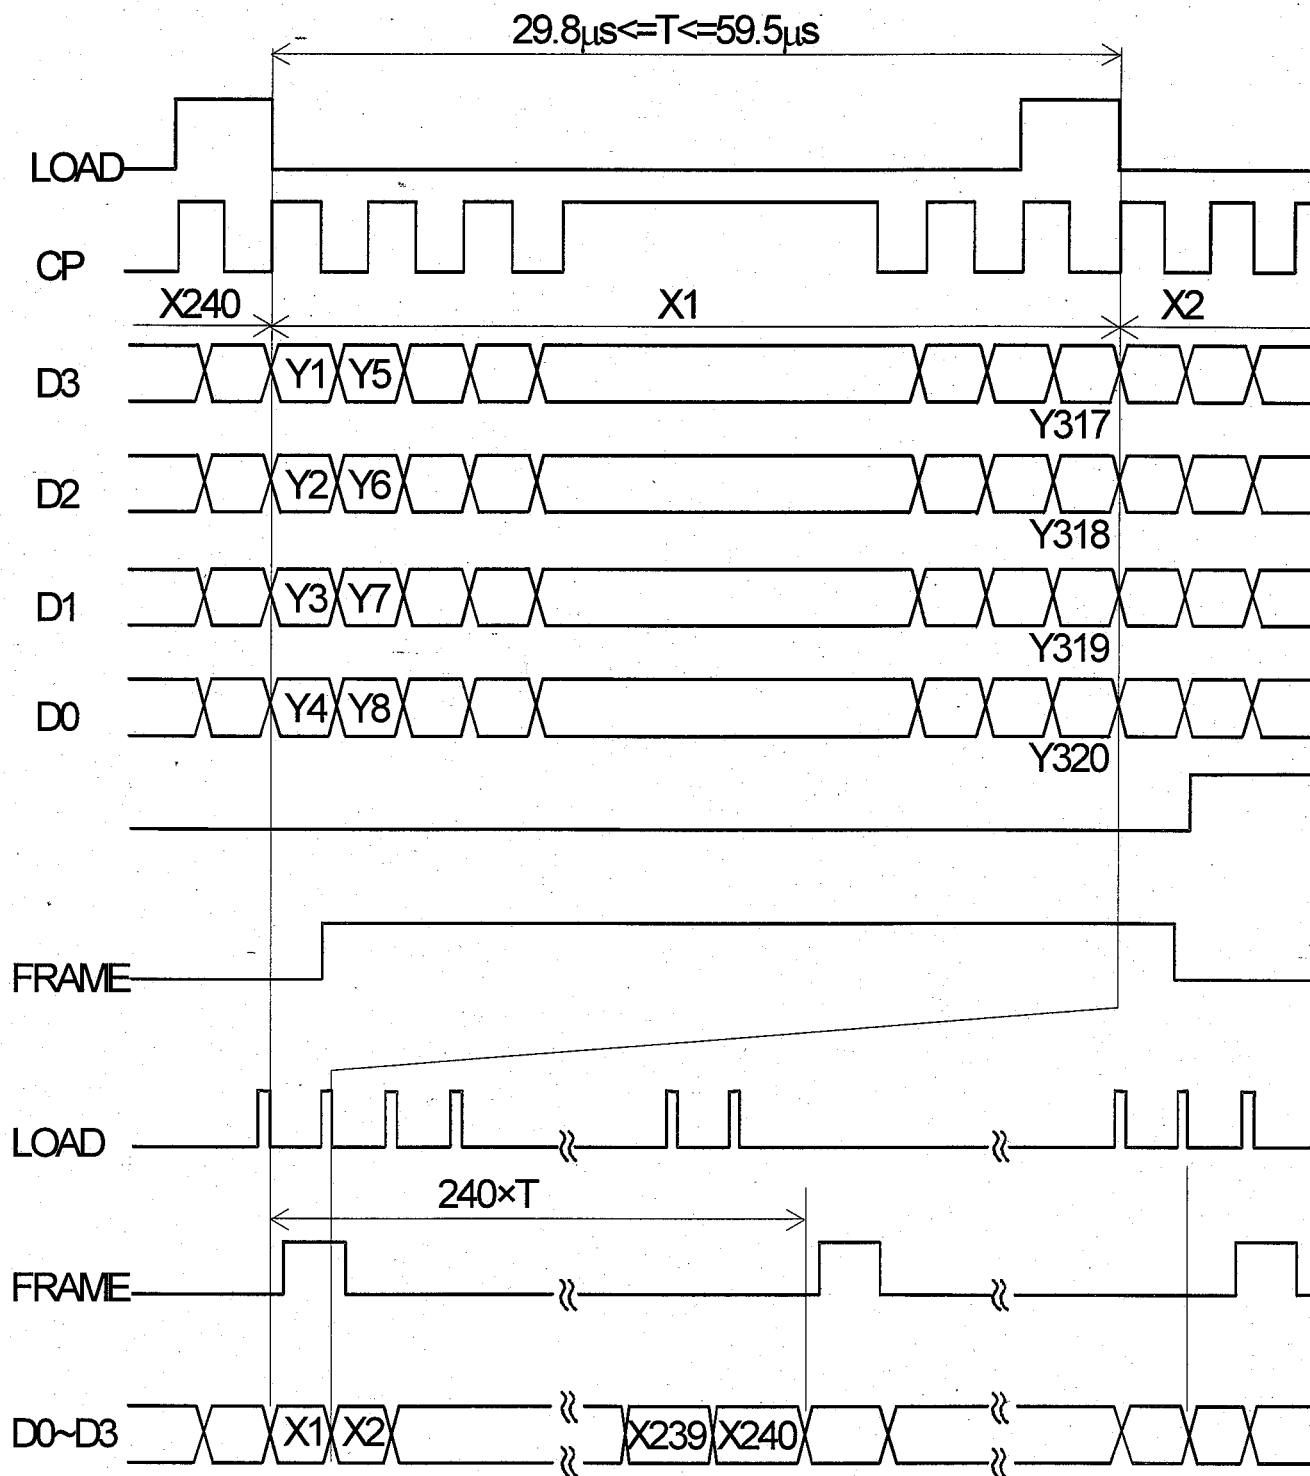 29.8μs<=T<=59.5μs
LOAD
CP
X240 X1 X2
D3 Y1 Y5
Y317
D2 Y2 Y6
Y318
D1 Y3 Y7
Y319
D0 Y4 Y8
Y320
FRAME
LOAD
240×T
FRAME
D0~D3 X1 X2 X239 X240